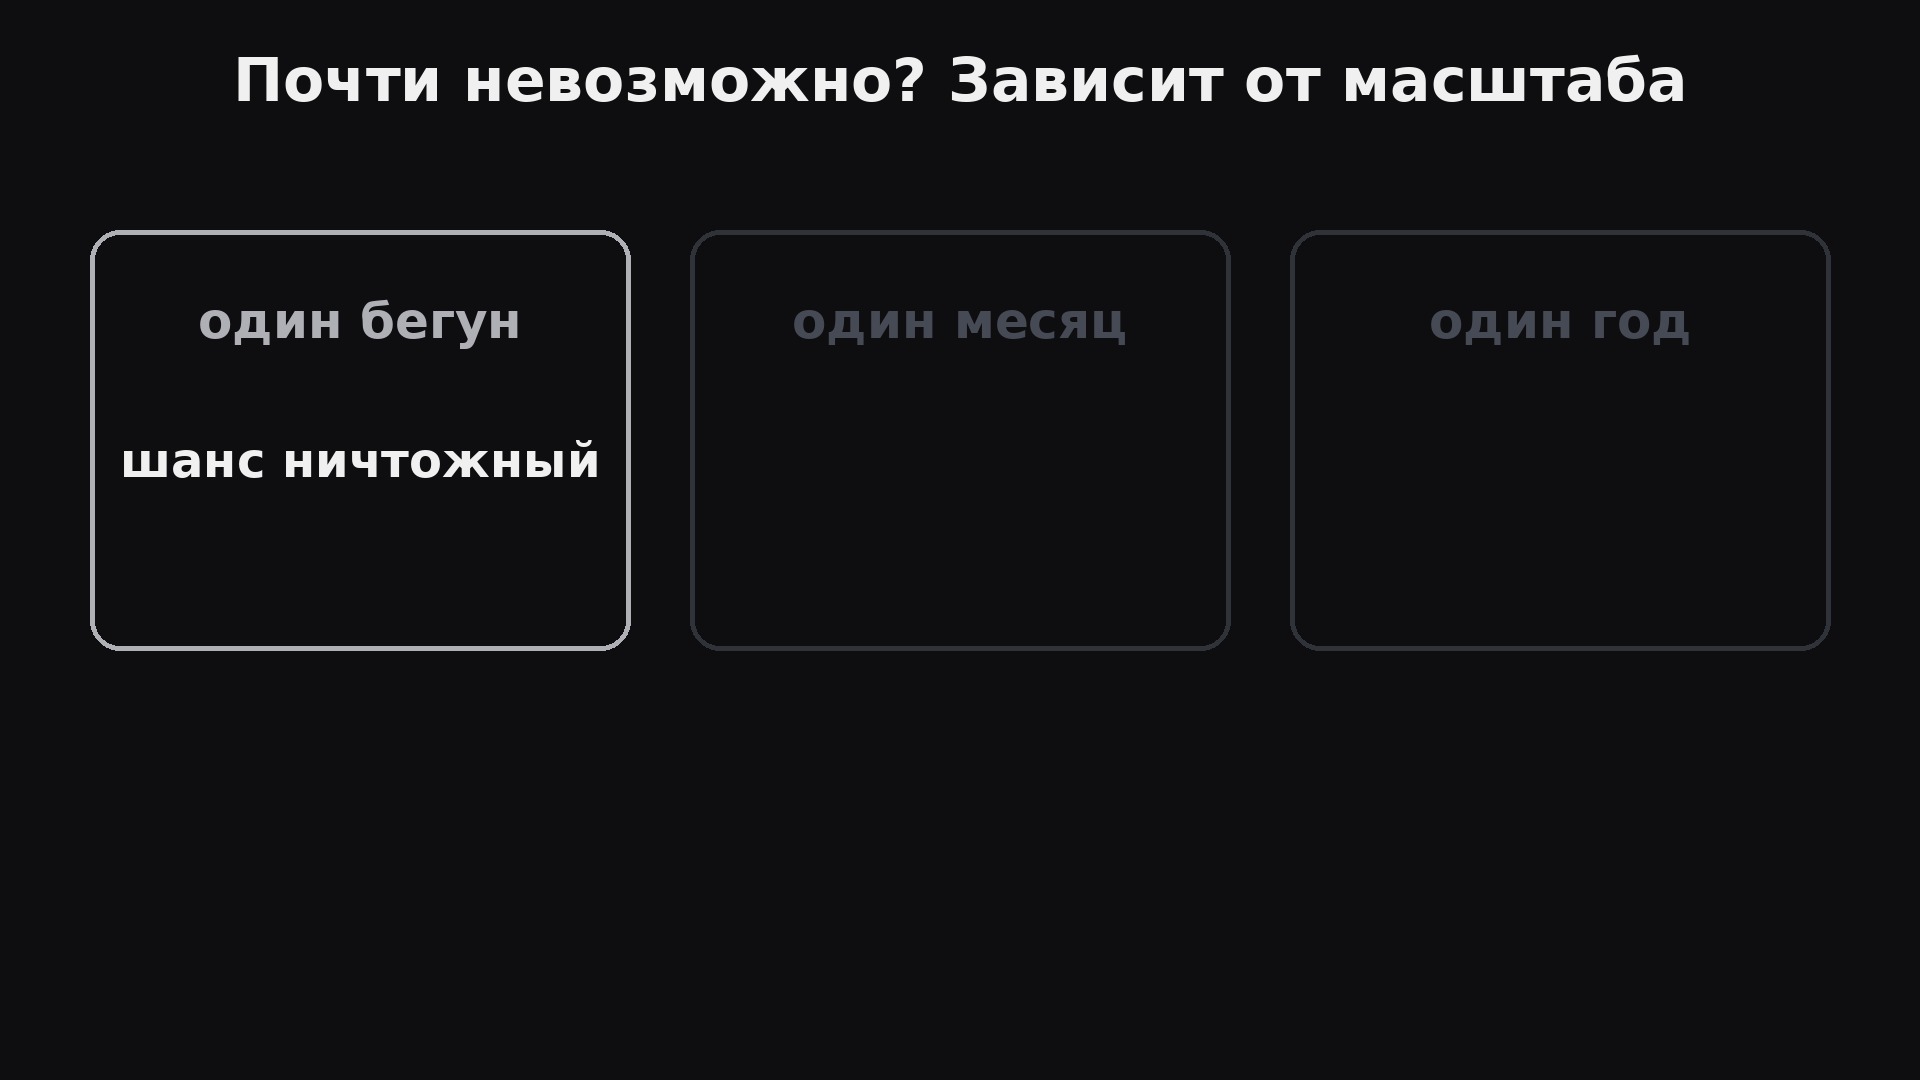 Почти невозможно? Зависит от масштаба
один бегун
шанс ничтожный
один месяц
один год